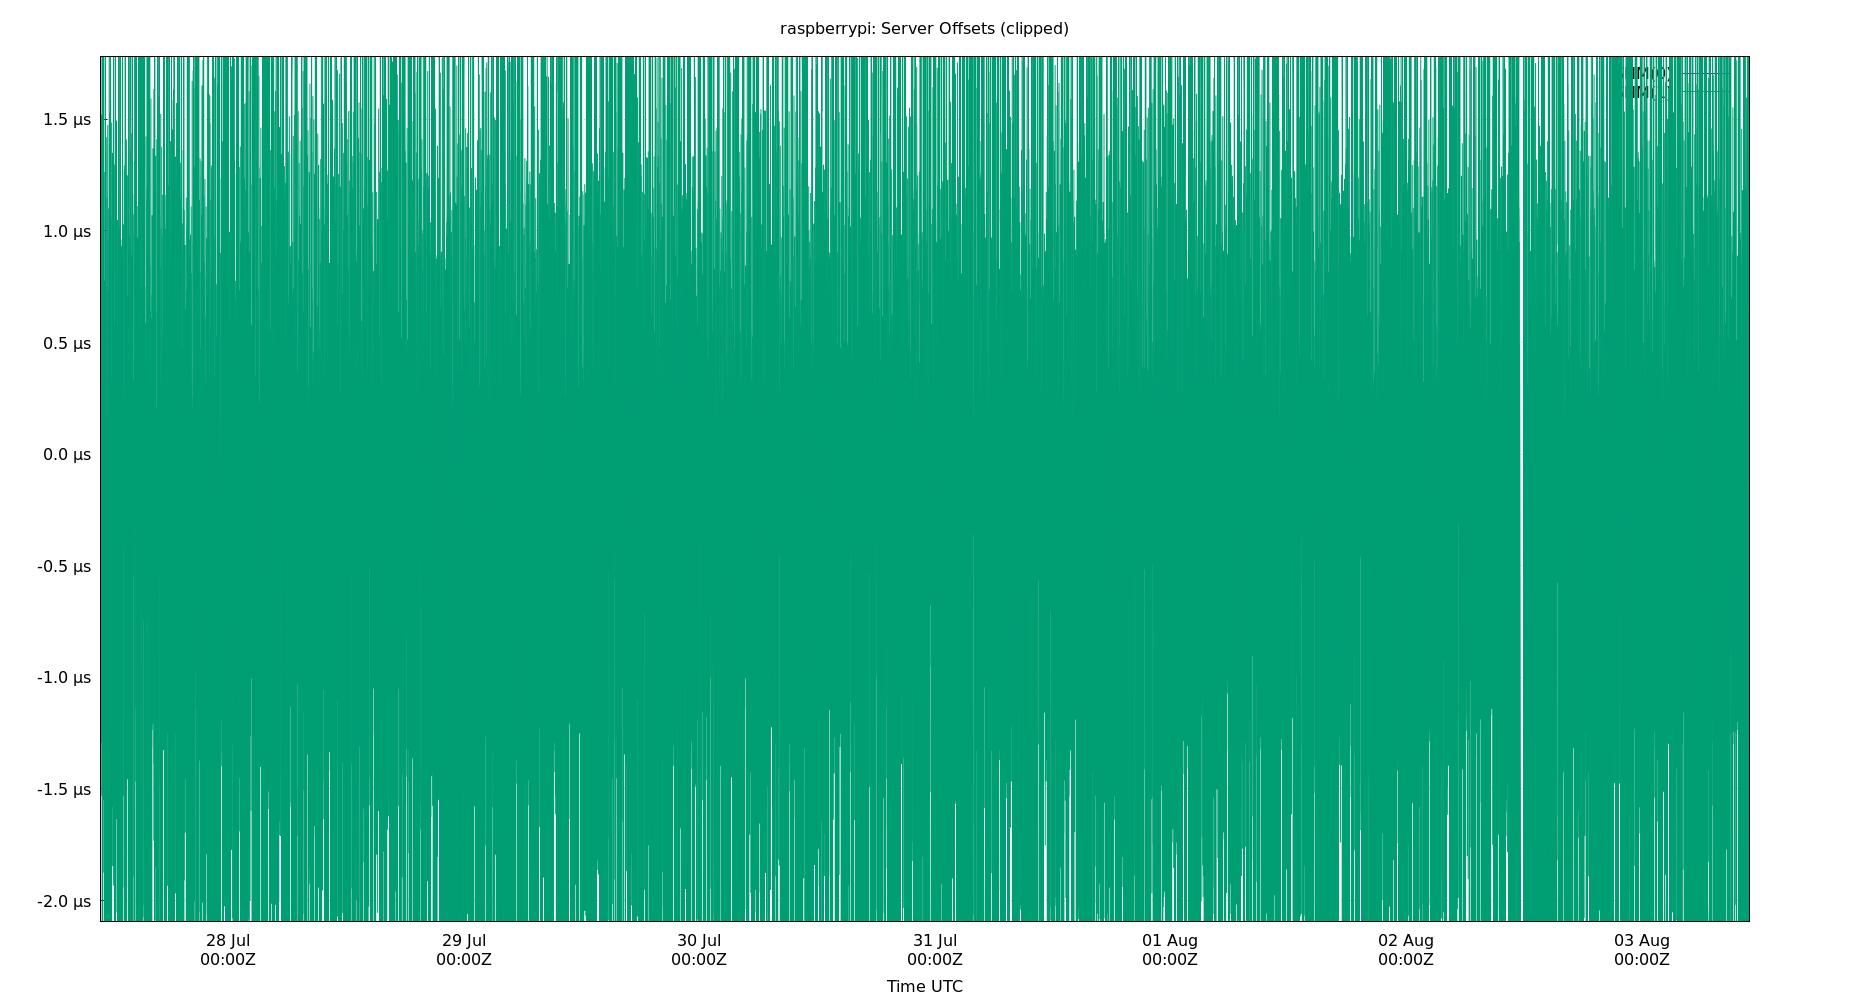 raspberrypi: Server Offsets (clipped)
1.5 µs
1.0 µs
0.5 µs
0.0 µs
-0.5 µs
-1.0 µs
-1.5 µs
-2.0 µs
28 Jul 29 Jul 30 Jul 31 Jul 01 Aug 02 Aug 03 Aug
00:00Z 00:00Z 00:00Z 00:00Z 00:00Z 00:00Z 00:00Z
Time UTC